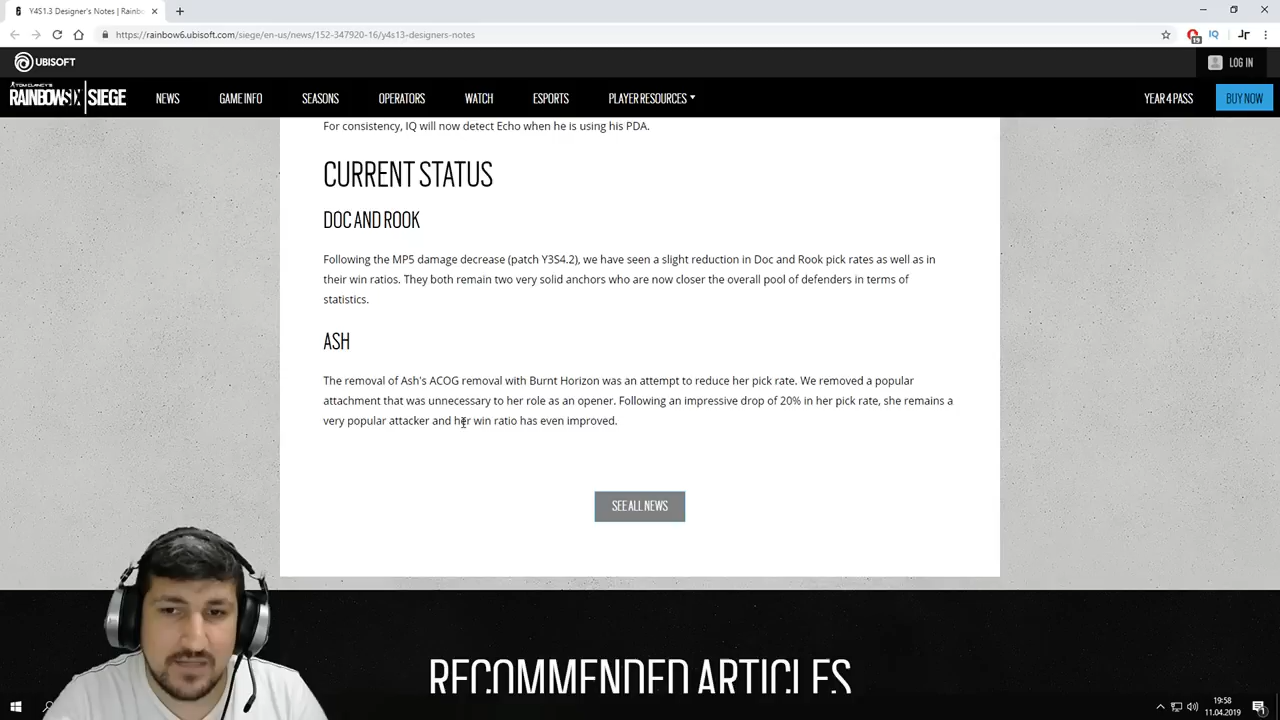 Y4S1.3 Designer's Notes | Rainb
https://rainbow6.ubisoft.com/siege/en-us/news/152-347920-16/y4s13-designers-notes
15
IQ
UBISOFT
LOG IN
TOM CLANCY'S
RAINBOWSIX SIEGE
NEWS
GAME INFO
SEASONS
OPERATORS
WATCH
ESPORTS
PLAYER RESOURCES
YEAR 4 PASS
BUY NOW
For consistency, IQ will now detect Echo when he is using his PDA.
CURRENT STATUS
DOC AND ROOK
Following the MP5 damage decrease (patch Y3S4.2), we have seen a slight reduction in Doc and Rook pick rates as well as in
their win ratios. They both remain two very solid anchors who are now closer the overall pool of defenders in terms of
statistics.
ASH
The removal of Ash's ACOG removal with Burnt Horizon was an attempt to reduce her pick rate. We removed a popular
attachment that was unnecessary to her role as an opener. Following an impressive drop of 20% in her pick rate, she remains a
very popular attacker and her win ratio has even improved.
SEE ALL NEWS
RECOMMENDED ARTICLES
19:58
11.04.2019
1